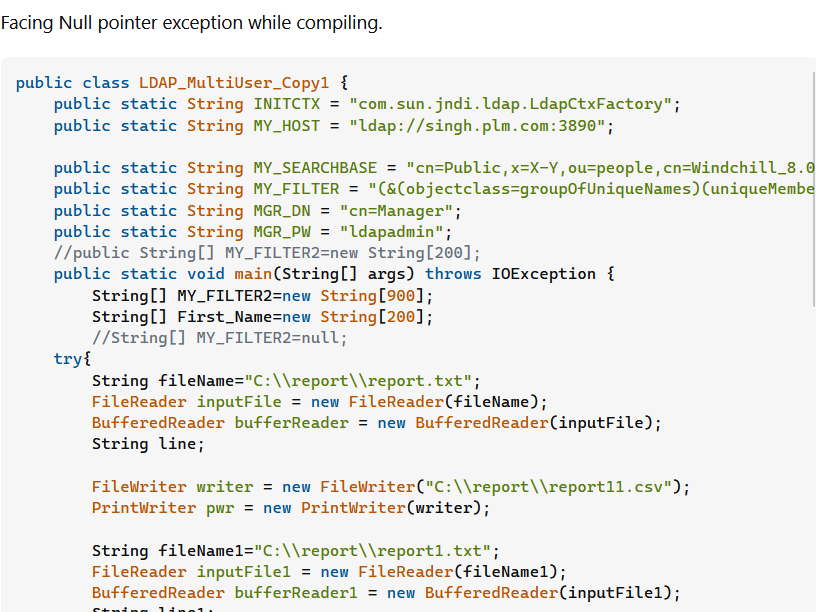 Facing Null pointer exception while compiling.
public class LDAP_MultiUser_Copy1 {
public static String INITCTX = "com.sun.jndi.ldap.LdapCtxFactory";
public static String MY_HOST = "ldap://singh.plm.com:3890";
public static String MY_SEARCHBASE = "cn=Public,x=X-Y,ou=people,cn=Windchill_8.0
public static String MY_FILTER = "(&(objectclass=groupOfUniqueNames)(uniqueMembe
public static String MGR_DN = "cn=Manager";
public static String MGR_PW = "ldapadmin";
//public String[] MY_FILTER2=new String[200];
public static void main(String[] args) throws IOException {
String[] MY_FILTER2=new String[900];
String[] First_Name=new String[200];
//String[] MY_FILTER2=null;
try{
String fileName="C:\\report\\report.txt";
FileReader inputFile = new FileReader(fileName);
BufferedReader bufferReader = new BufferedReader(inputFile);
String line;
FileWriter writer = new FileWriter("C:\\report\\report11.csv");
PrintWriter pwr = new PrintWriter(writer);
String fileName1="C:\\report\\report1.txt";
FileReader inputFile1 = new FileReader(fileName1);
BufferedReader bufferReader1 = new BufferedReader(inputFile1);
String line1;